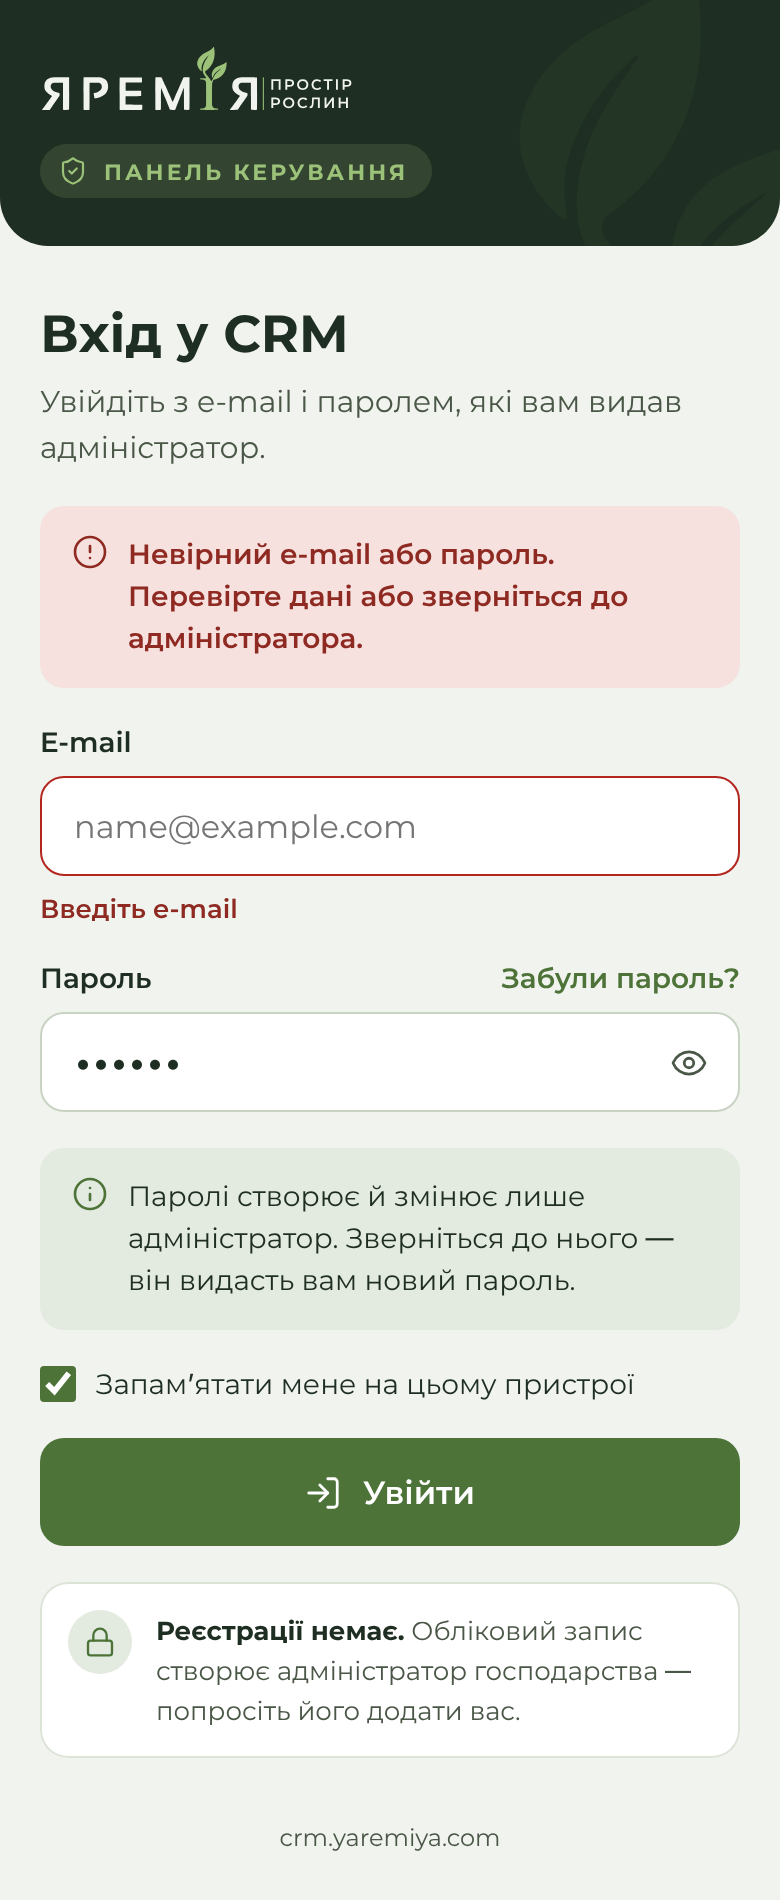 ЯРЕМІЯ
ПРОСТІР
РОСЛИН
ПАНЕЛЬ КЕРУВАННЯ
Вхід у CRM
Увійдіть з e-mail і паролем, які вам видав
адміністратор.
Невірний e-mail або пароль.
Перевірте дані або зверніться до
адміністратора.
E-mail
name@example.com
Введіть e-mail
Пароль
Забули пароль?
••••••
Паролі створює й змінює лише
адміністратор. Зверніться до нього —
він видасть вам новий пароль.
Запамʼятати мене на цьому пристрої
Увійти
Реєстрації немає. Обліковий запис
створює адміністратор господарства —
попросіть його додати вас.
crm.yaremiya.com